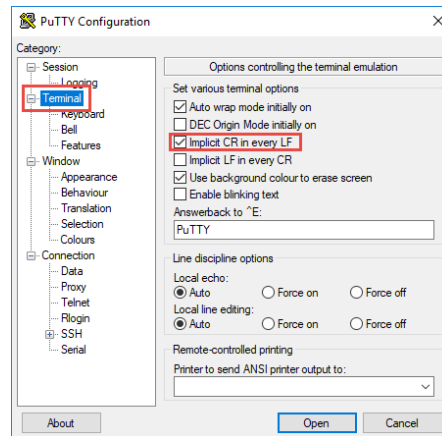 PuTTY Configuration
Category:
Session
Logging
Terminal
Keyboard
Bell
Features
Window
Appearance
Behaviour
Translation
Selection
Colours
Connection
Data
Proxy
Telnet
Rlogin
SSH
Serial
Options controlling the terminal emulation
Set various terminal options
Auto wrap mode initially on
DEC Origin Mode initially on
Implicit CR in every LF
Implicit LF in every CR
Use background colour to erase screen
Enable blinking text
Answerback to ^E:
PuTTY
Line discipline options
Local echo:
Auto Force on Force off
Local line editing:
Auto Force on Force off
Remote-controlled printing
Printer to send ANSI printer output to:
About Open Cancel